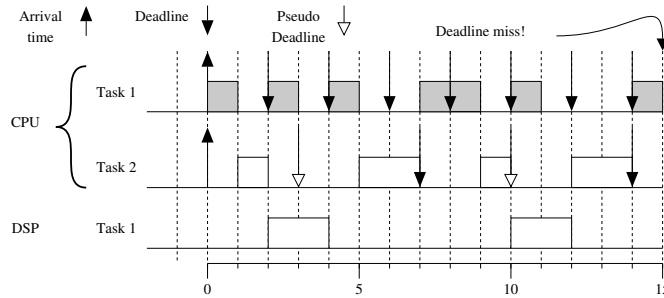 Arrival time
Deadline
Pseudo Deadline
Deadline miss!
CPU
Task 1
Task 2
DSP
Task 1
0
5
10